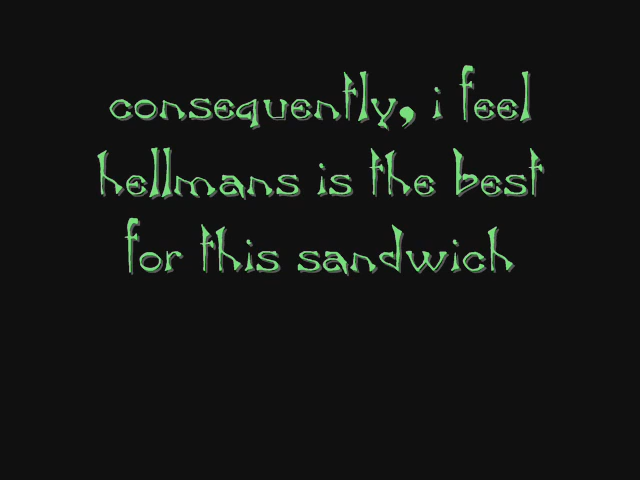 consequently, i feel
hellmans is the best
for this sandwich